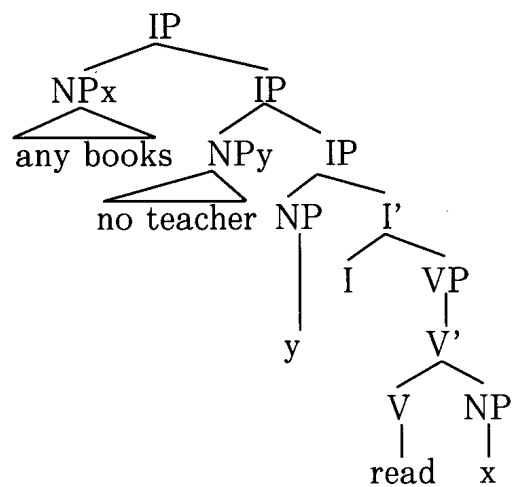 IP
NPx IP
any books NPy IP
no teacher NP I'
I VP
y V'
V NP
read x